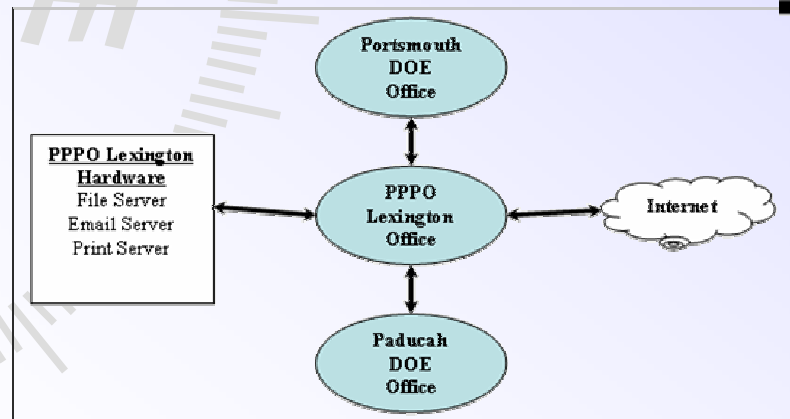 Portsmouth
DOE
Office
PPPO Lexington
Hardware
File Server
Email Server
Print Server
PPPO
Lexington
Office
Internet
Paducah
DOE
Office